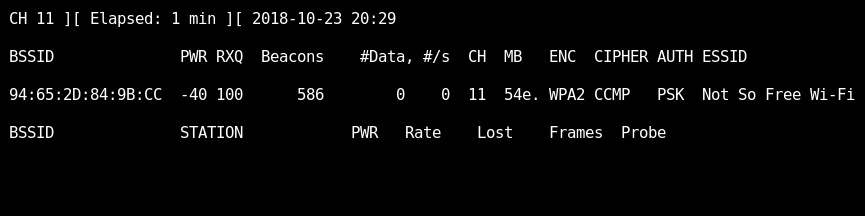 CH 11 ][ Elapsed: 1 min ][ 2018-10-23 20:29
BSSID PWR RXQ Beacons #Data, #/s CH MB ENC CIPHER AUTH ESSID
94:65:2D:84:9B:CC -40 100 586 0 0 11 54e. WPA2 CCMP PSK Not So Free Wi-Fi
BSSID STATION PWR Rate Lost Frames Probe